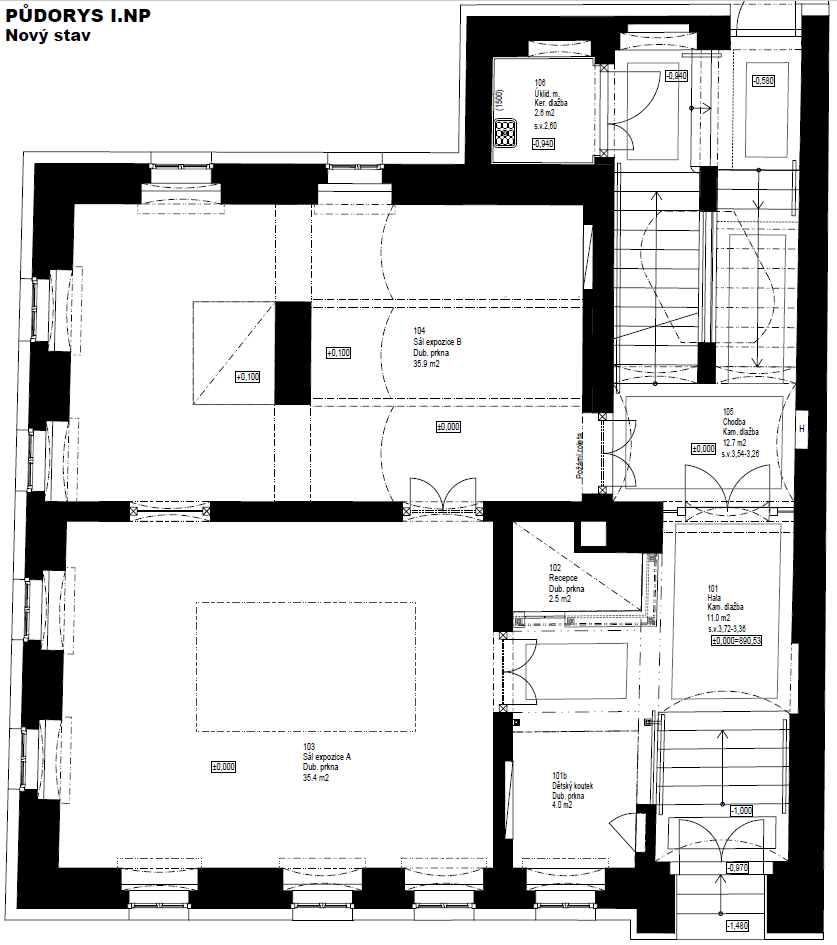 PŮDORYS I.NP
Nový stav
106
Úklid. m.
Ker. dlažba
2.6 m2
s.v.2,60
-0,940
(1500)
-0,940
-0,580
104
Sál expozice B
Dub. prkna
35.9 m2
+0,100
+0,100
±0,000
Požární roleta
105
Chodba
Kam. dlažba
12.7 m2
s.v.3,54-3,26
±0,000
H
102
Recepce
Dub. prkna
2.5 m2
101
Hala
Kam. dlažba
11.0 m2
s.v.3,72-3,36
±0,000=890,53
103
Sál expozice A
Dub. prkna
35.4 m2
±0,000
101b
Dětský koutek
Dub. prkna
4.0 m2
-1,000
-0,970
-1,480